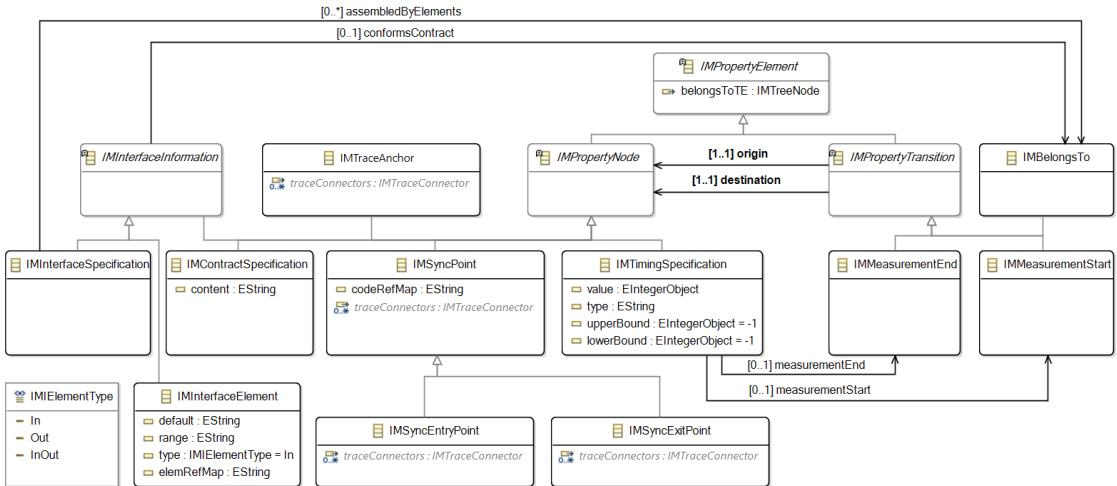 [0..*] assembledByElements
[0..1] conformsContract
IMPropertyElement
belongsToTE : IMTreeNode
IMInterfaceInformation
IMTraceAnchor
traceConnectors : IMTraceConnector
IMPropertyNode
[1..1] origin
[1..1] destination
IMPropertyTransition
IMBelongsTo
IMInterfaceSpecification
IMContractSpecification
content : EString
IMSyncPoint
codeRefMap : EString
traceConnectors : IMTraceConnector
IMTimingSpecification
value : EIntegerObject
type : EString
upperBound : EIntegerObject = -1
lowerBound : EIntegerObject = -1
IMMeasurementEnd
IMMeasurementStart
[0..1] measurementEnd
[0..1] measurementStart
IMIElementType
In
Out
InOut
IMInterfaceElement
default : EString
range : EString
type : IMIElementType = In
elemRefMap : EString
IMSyncEntryPoint
traceConnectors : IMTraceConnector
IMSyncExitPoint
traceConnectors : IMTraceConnector